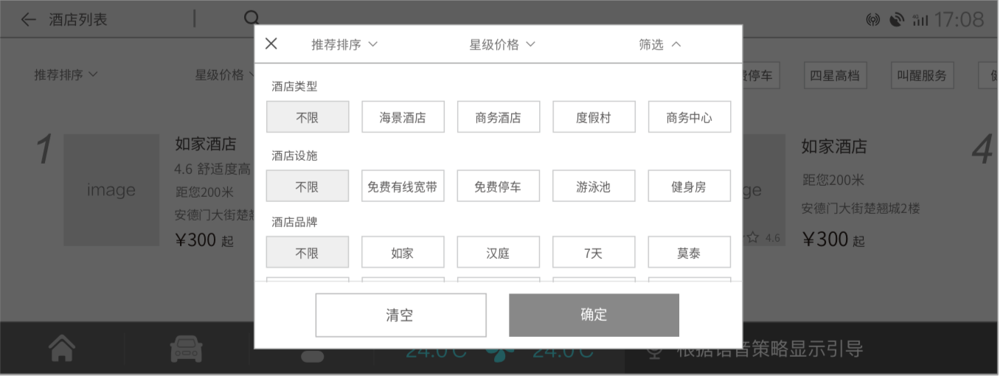 酒店列表
4G 17:08
推荐排序 星级价格 筛选
推荐排序 星级价格 停车 四星高档 叫醒服务
酒店类型
不限 海景酒店 商务酒店 度假村 商务中心
酒店设施
不限 免费有线宽带 免费停车 游泳池 健身房
酒店品牌
不限 如家 汉庭 7天 莫泰
清空 确定
1
image
如家酒店
4.6 舒适度高
距您200米
安德门大街楚翘
¥300 起
ge
4.6
如家酒店
距您200米
安德门大街楚翘城2楼
¥300 起
4
24.0°C 24.0°C
根据语音策略显示引导